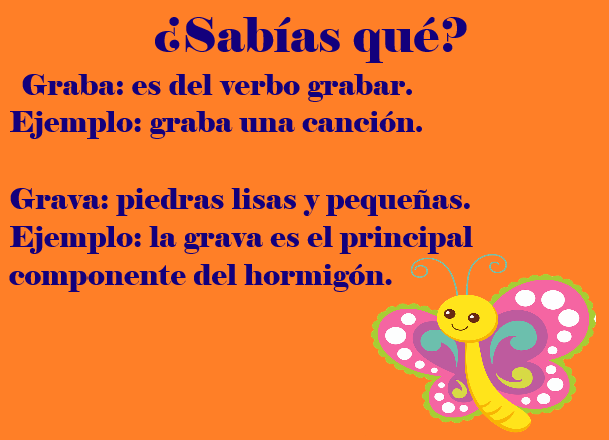 ¿Sabías qué?
Graba: es del verbo grabar.
Ejemplo: graba una canción.
Grava: piedras lisas y pequeñas.
Ejemplo: la grava es el principal
componente del hormigón.